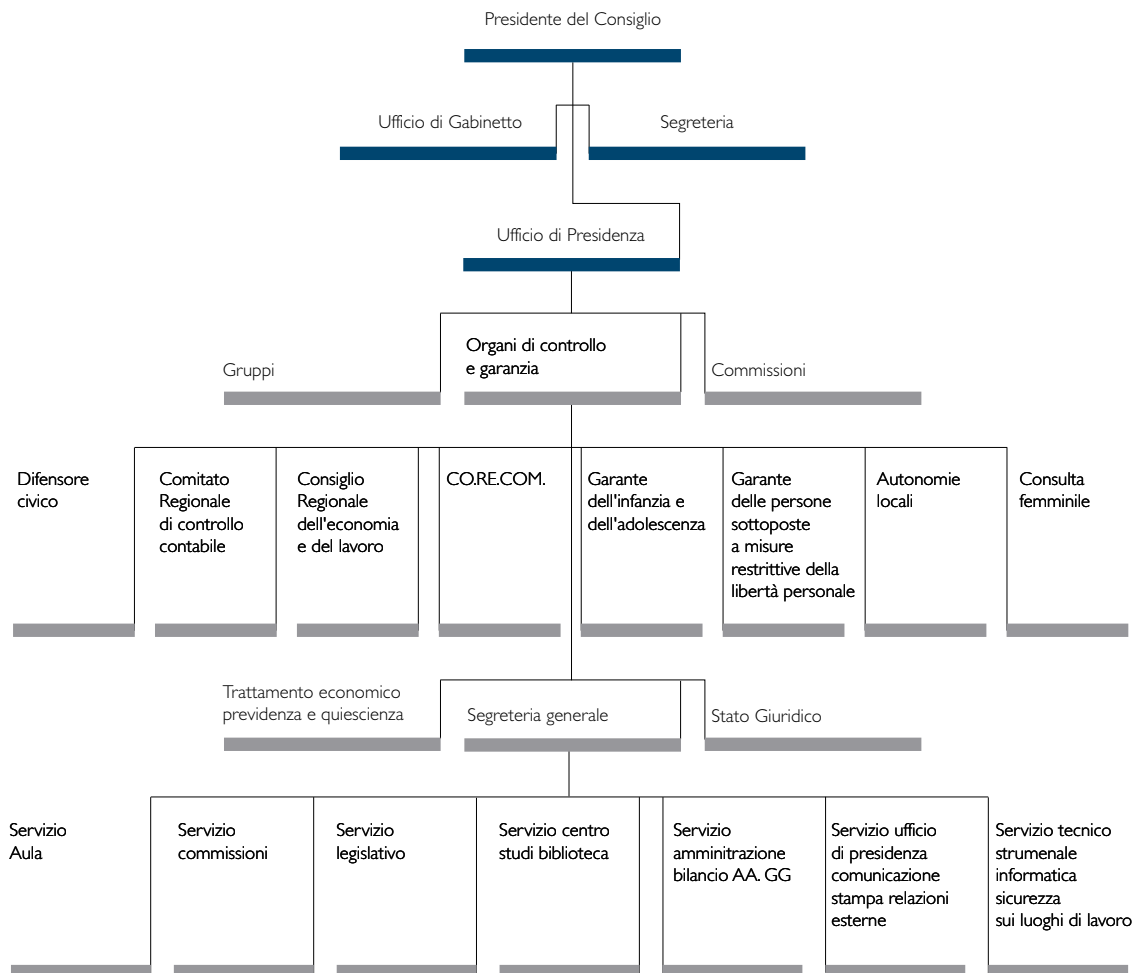 Presidente del Consiglio
Ufficio di Gabinetto
Segreteria
Ufficio di Presidenza
Gruppi
Organi di controllo
e garanzia
Commissioni
Difensore
civico
Comitato
Regionale
di controllo
contabile
Consiglio
Regionale
dell'economia
e del lavoro
CO.RE.COM.
Garante
dell'infanzia e
dell'adolescenza
Garante
delle persone
sottoposte
a misure
restrittive della
libertà personale
Autonomie
locali
Consulta
femminile
Trattamento economico
previdenza e quiescienza
Segreteria generale
Stato Giuridico
Servizio
Aula
Servizio
commissioni
Servizio
legislativo
Servizio centro
studi biblioteca
Servizio
amminitrazione
bilancio AA. GG
Servizio ufficio
di presidenza
comunicazione
stampa relazioni
esterne
Servizio tecnico
strumenale
informatica
sicurezza
sui luoghi di lavoro